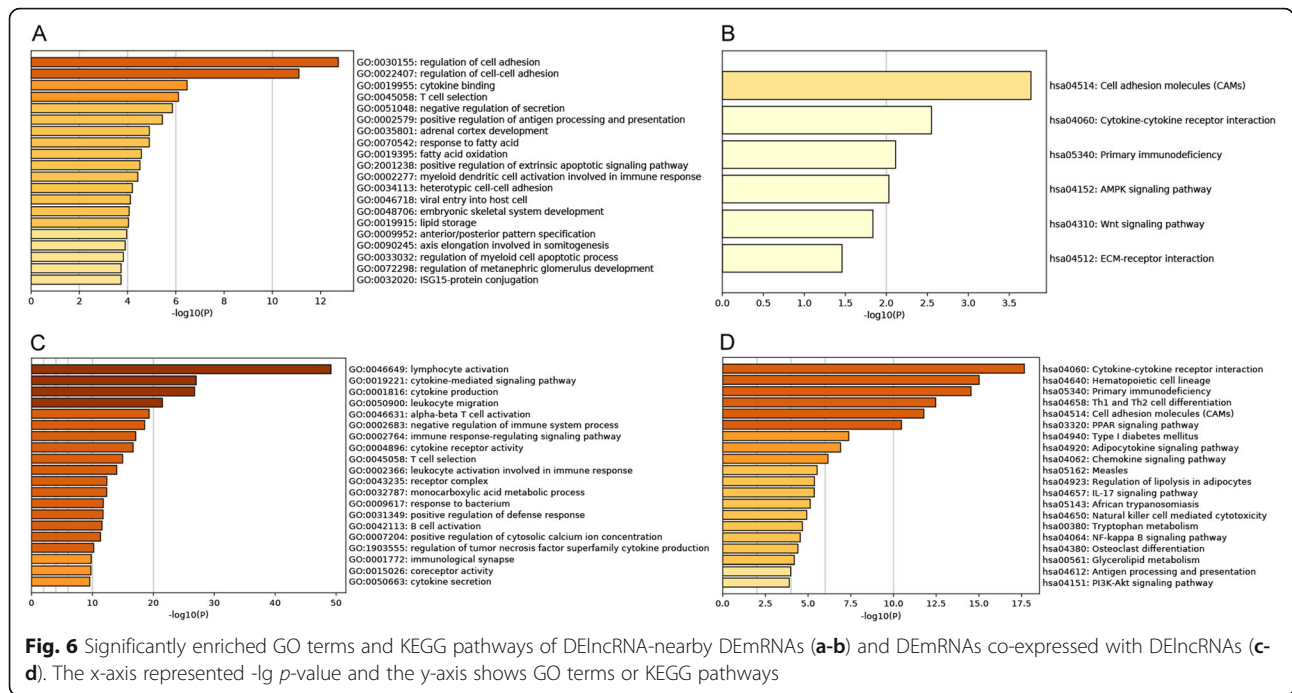 A
GO:0030155: regulation of cell adhesion
GO:0022407: regulation of cell-cell adhesion
GO:0019955: cytokine binding
GO:0045058: T cell selection
GO:0051048: negative regulation of secretion
GO:0002579: positive regulation of antigen processing and presentation
GO:0035801: adrenal cortex development
GO:0070542: response to fatty acid
GO:0019395: fatty acid oxidation
GO:2001238: positive regulation of extrinsic apoptotic signaling pathway
GO:0002277: myeloid dendritic cell activation involved in immune response
GO:0034113: heterotypic cell-cell adhesion
GO:0046718: viral entry into host cell
GO:0048706: embryonic skeletal system development
GO:0019915: lipid storage
GO:0009952: anterior/posterior pattern specification
GO:0090245: axis elongation involved in somitogenesis
GO:0033032: regulation of myeloid cell apoptotic process
GO:0072298: regulation of metanephric glomerulus development
GO:0032020: ISG15-protein conjugation
0 2 4 6 8 10 12
-log10(P)
B
hsa04514: Cell adhesion molecules (CAMs)
hsa04060: Cytokine-cytokine receptor interaction
hsa05340: Primary immunodeficiency
hsa04152: AMPK signaling pathway
hsa04310: Wnt signaling pathway
hsa04512: ECM-receptor interaction
0.0 0.5 1.0 1.5 2.0 2.5 3.0 3.5
-log10(P)
C
GO:0046649: lymphocyte activation
GO:0019221: cytokine-mediated signaling pathway
GO:0001816: cytokine production
GO:0050900: leukocyte migration
GO:0046631: alpha-beta T cell activation
GO:0002683: negative regulation of immune system process
GO:0002764: immune response-regulating signaling pathway
GO:0004896: cytokine receptor activity
GO:0045058: T cell selection
GO:0002366: leukocyte activation involved in immune response
GO:0043235: receptor complex
GO:0032787: monocarboxylic acid metabolic process
GO:0009617: response to bacterium
GO:0031349: positive regulation of defense response
GO:0042113: B cell activation
GO:0007204: positive regulation of cytosolic calcium ion concentration
GO:1903555: regulation of tumor necrosis factor superfamily cytokine production
GO:0001772: immunological synapse
GO:0015026: coreceptor activity
GO:0050663: cytokine secretion
0 10 20 30 40 50
-log10(P)
D
hsa04060: Cytokine-cytokine receptor interaction
hsa04640: Hematopoietic cell lineage
hsa05340: Primary immunodeficiency
hsa04658: Th1 and Th2 cell differentiation
hsa04514: Cell adhesion molecules (CAMs)
hsa03320: PPAR signaling pathway
hsa04940: Type I diabetes mellitus
hsa04920: Adipocytokine signaling pathway
hsa04062: Chemokine signaling pathway
hsa05162: Measles
hsa04923: Regulation of lipolysis in adipocytes
hsa04657: IL-17 signaling pathway
hsa05143: African trypanosomiasis
hsa04650: Natural killer cell mediated cytotoxicity
hsa00380: Tryptophan metabolism
hsa04064: NF-kappa B signaling pathway
hsa04380: Osteoclast differentiation
hsa00561: Glycerolipid metabolism
hsa04612: Antigen processing and presentation
hsa04151: PI3K-Akt signaling pathway
0.0 2.5 5.0 7.5 10.0 12.5 15.0 17.5
-log10(P)
Fig. 6 Significantly enriched GO terms and KEGG pathways of DElncRNA-nearby DEmRNAs (a-b) and DEmRNAs co-expressed with DElncRNAs (c-
d). The x-axis represented -lg p-value and the y-axis shows GO terms or KEGG pathways